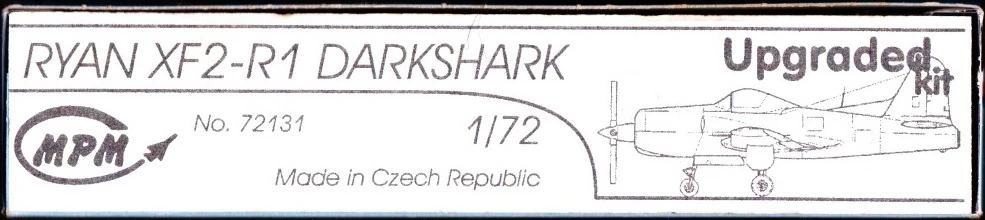 RYAN XF2-R1 DARKSHARK
Upgraded
kit
MPM
No. 72131
1/72
Made in Czech Republic